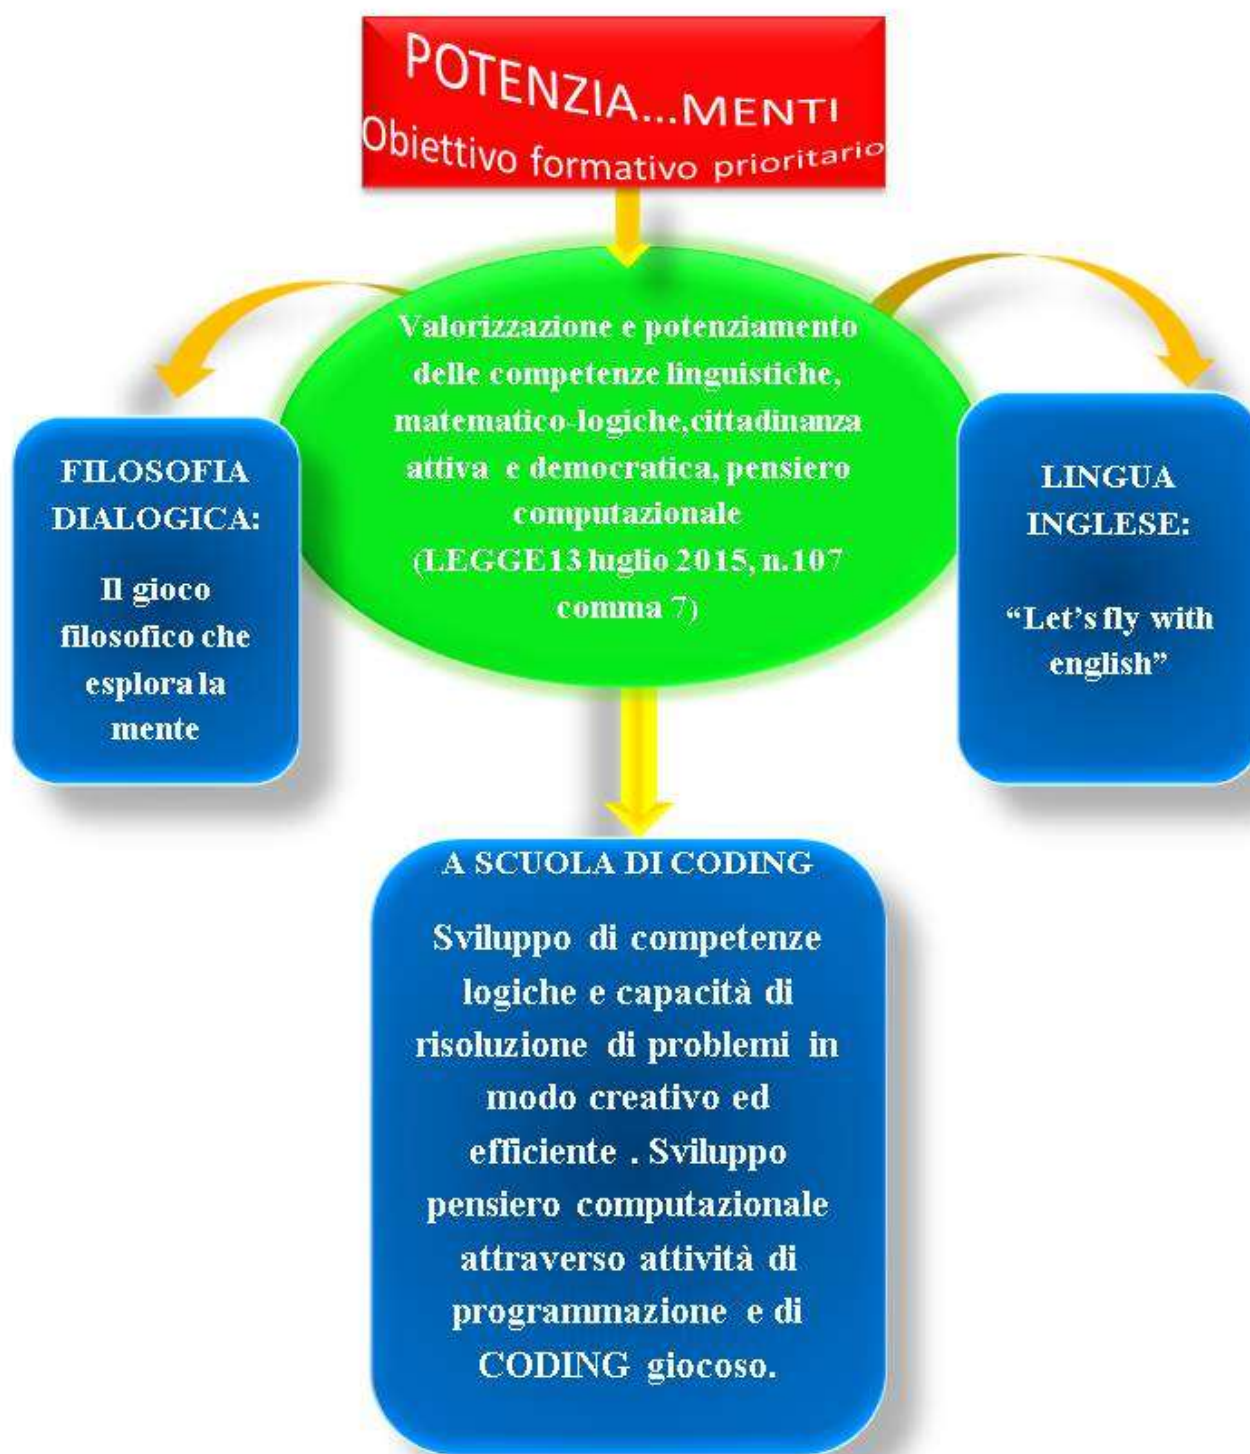 POTENZIA...MENTI
Obiettivo formativo prioritario
Valorizzazione e potenziamento
delle competenze linguistiche,
matematico-logiche,cittadinanza
attiva e democratica, pensiero
computazionale
(LEGGE13 luglio 2015, n.107
comma 7)
FILOSOFIA
DIALOGICA:
Il gioco
filosofico che
esplora la
mente
LINGUA
INGLESE:
“Let’s fly with
english”
A SCUOLA DI CODING
Sviluppo di competenze
logiche e capacità di
risoluzione di problemi in
modo creativo ed
efficiente . Sviluppo
pensiero computazionale
attraverso attività di
programmazione e di
CODING giocoso.